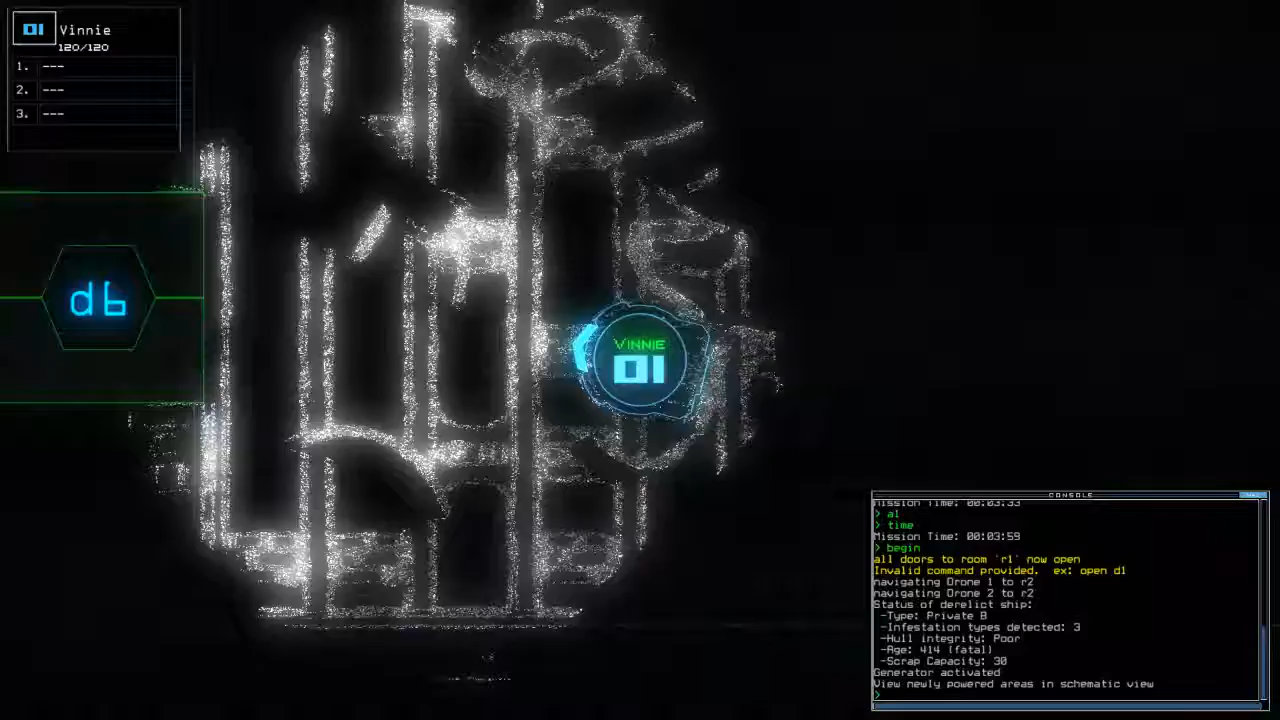 01 Vinnie
120/120
1. ---
2. ---
3. ---
d6
VINNIE
01
CONSOLE
Mission Time: 00:03:33
> a1
> time
Mission Time: 00:03:59
> begin
all doors to room 'r1' now open
Invalid command provided.  ex: open d1
navigating Drone 1 to r2
navigating Drone 2 to r2
Status of derelict ship:
-Type: Private B
-Infestation types detected: 3
-Hull integrity: Poor
-Age: 414 (fatal)
-Scrap Capacity: 30
Generator activated
View newly powered areas in schematic view
>